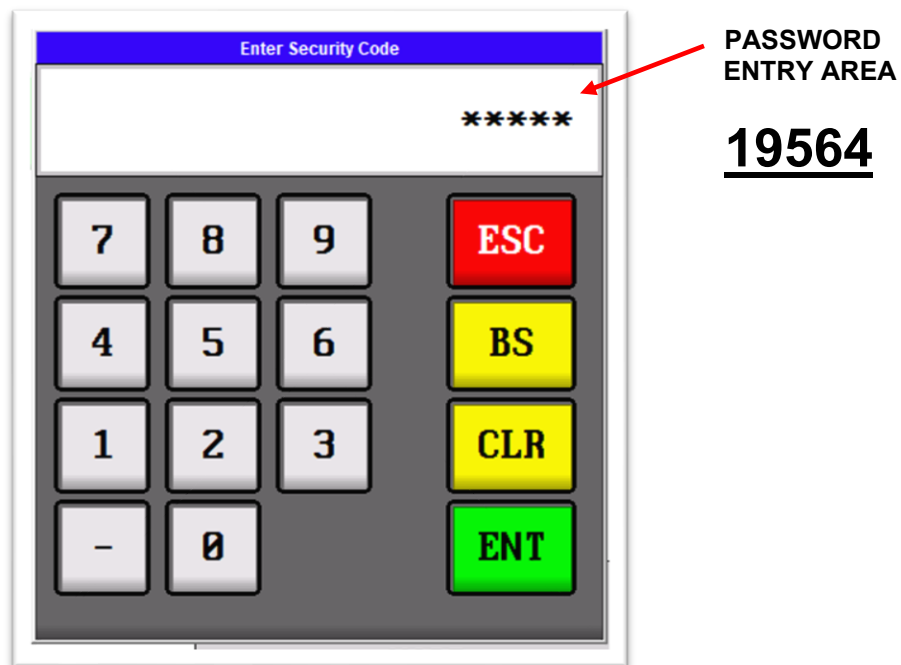 Enter Security Code
*****
PASSWORD
ENTRY AREA
19564
7 8 9 ESC
4 5 6 BS
1 2 3 CLR
- 0 ENT